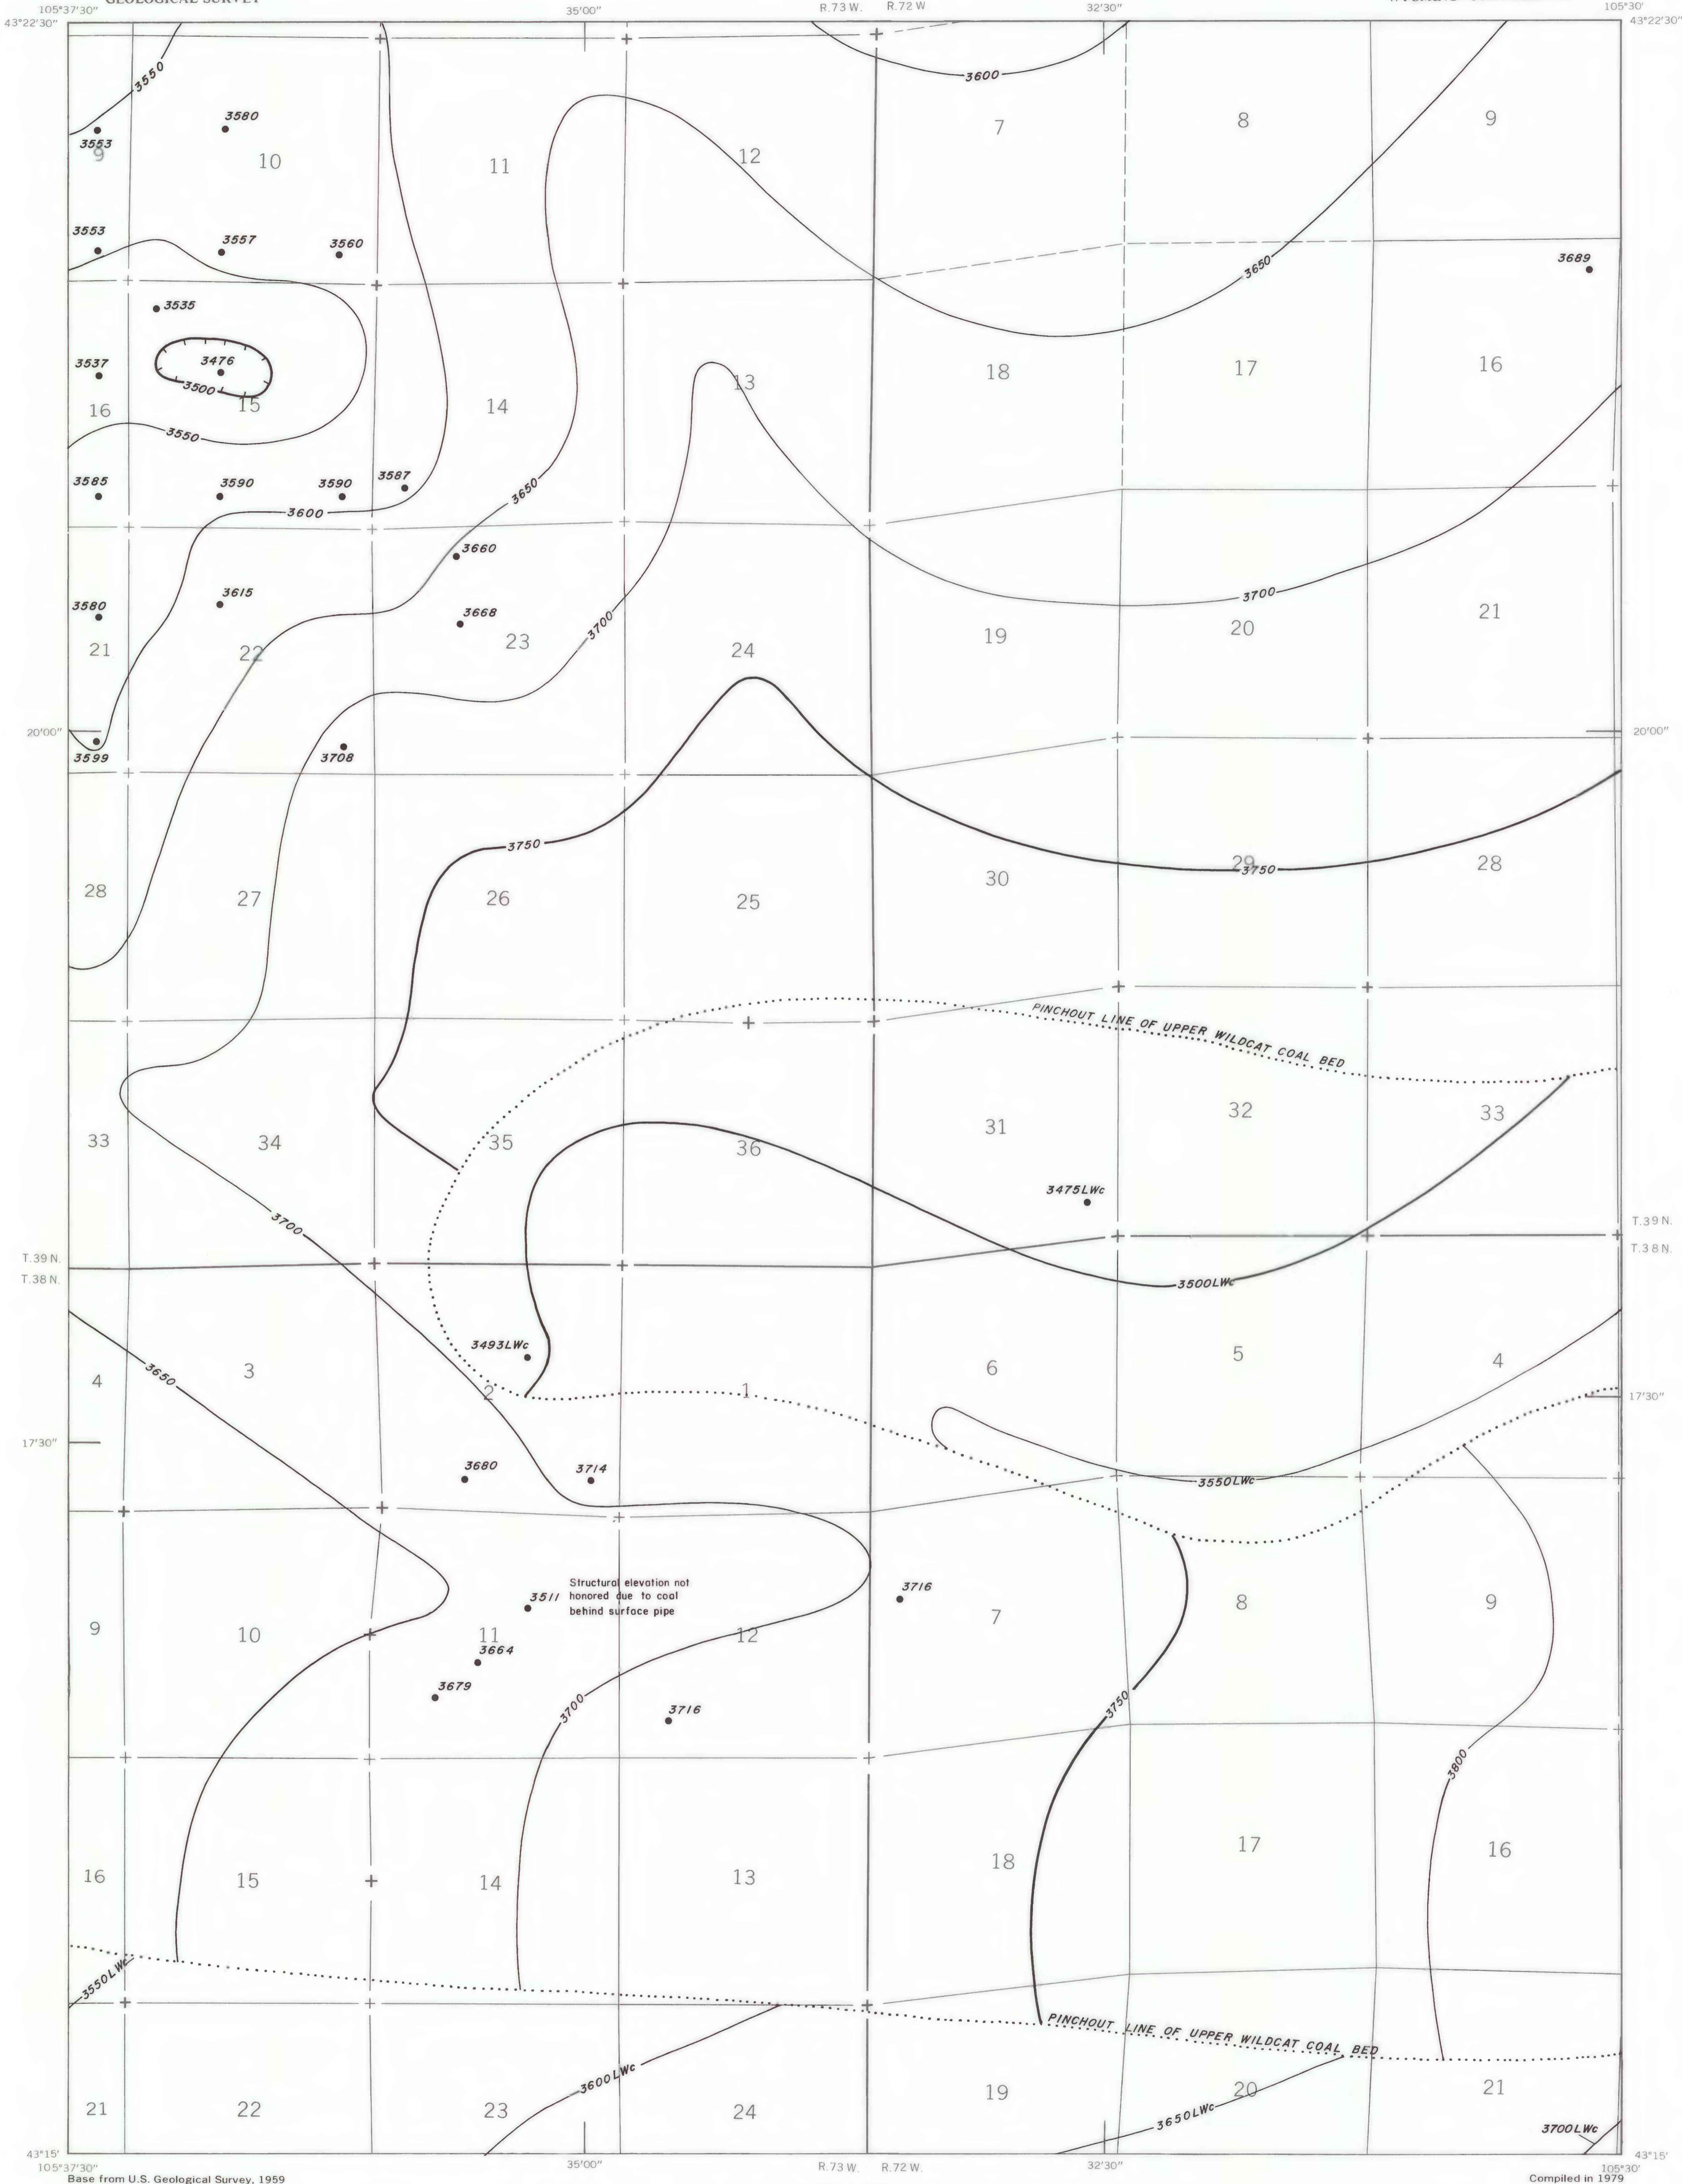 GEOLOGICAL SURVEY
105°37'30" 35'00" R.73 W. R.72 W 32'30" 105°30'
43°22'30" 43°22'30"
3550
3600
3580
3553
9 10 11 12 7 8 9
3553 3557 3560
3650 3689
3535
3537 3476
3500
16 15 14 13 18 17 16
3550
3585 3590 3590 3587
3650
3600
3660
3580 3615 3668
3700 3700
21 22 23 24 19 20 21
20'00" 20'00"
3599 3708
3750
3750
28 27 26 25 30 29 28
PINCHOUT LINE OF UPPER WILDCAT COAL BED
33 34 35 36 31 32 33
3475LWc
3700
T.39 N. T.39 N.
T.38 N. T.38 N.
3500LWc
3493LWc
3650
4 3 2 1 6 5 4
17'30" 17'30"
3680 3714 3550LWc
Structural elevation not
3511 honored due to coal
behind surface pipe
3716
9 10 11 12 7 8 9
3664
3679
3700 3716 3750
3800
16 15 14 13 18 17 16
3550LWc
PINCHOUT LINE OF UPPER WILDCAT COAL BED
3600LWc
21 22 23 24 19 20 21
3650LWc 3700LWc
43°15' 43°15'
105°37'30" 35'00" R.73 W. R.72 W. 32'30" 105°30'
Base from U.S. Geological Survey, 1959 Compiled in 1979